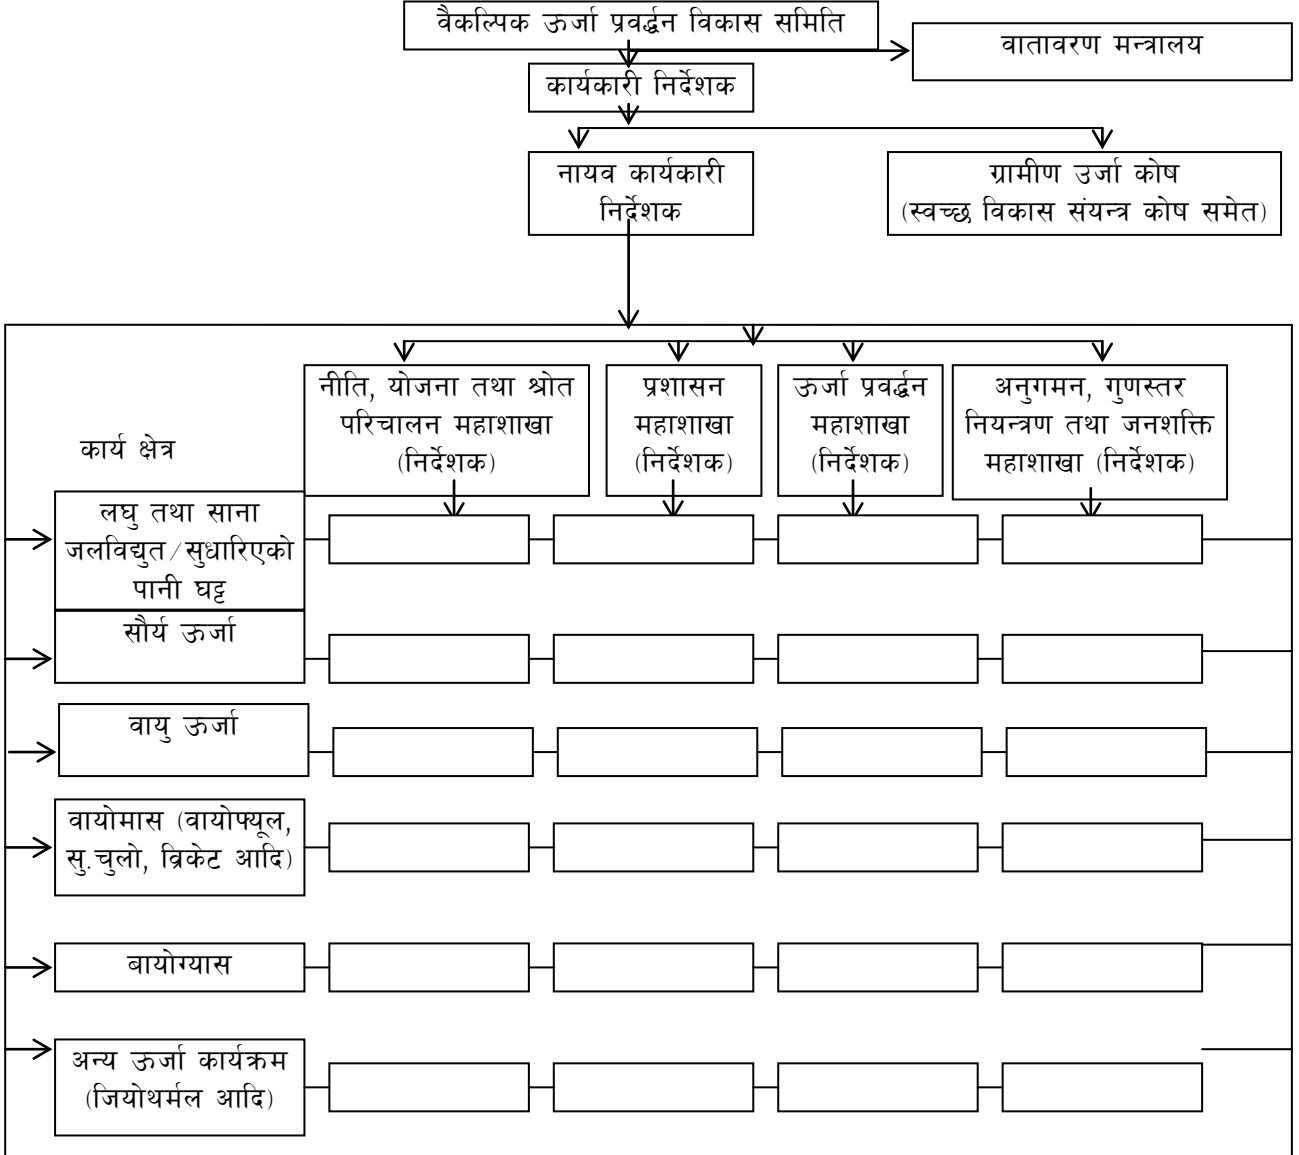 वैकल्पिक ऊर्जा प्रवर्द्धन विकास समिति
वातावरण मन्त्रालय
कार्यकारी निर्देशक
नायव कार्यकारी
निर्देशक
ग्रामीण उर्जा कोष
(स्वच्छ विकास संयन्त्र कोष समेत)
नीति, योजना तथा श्रोत
परिचालन महाशाखा
(निर्देशक)
प्रशासन
महाशाखा
(निर्देशक)
ऊर्जा प्रवर्द्धन
महाशाखा
(निर्देशक)
अनुगमन, गुणस्तर
नियन्त्रण तथा जनशक्ति
महाशाखा (निर्देशक)
कार्य क्षेत्र
लघु तथा साना
जलविद्युत/सुधारिएको
पानी घट्ट
सौर्य ऊर्जा
वायु ऊर्जा
वायोमास (वायोफ्यूल,
सु.चुलो, व्रिकेट आदि)
बायोग्यास
अन्य ऊर्जा कार्यक्रम
(जियोथर्मल आदि)